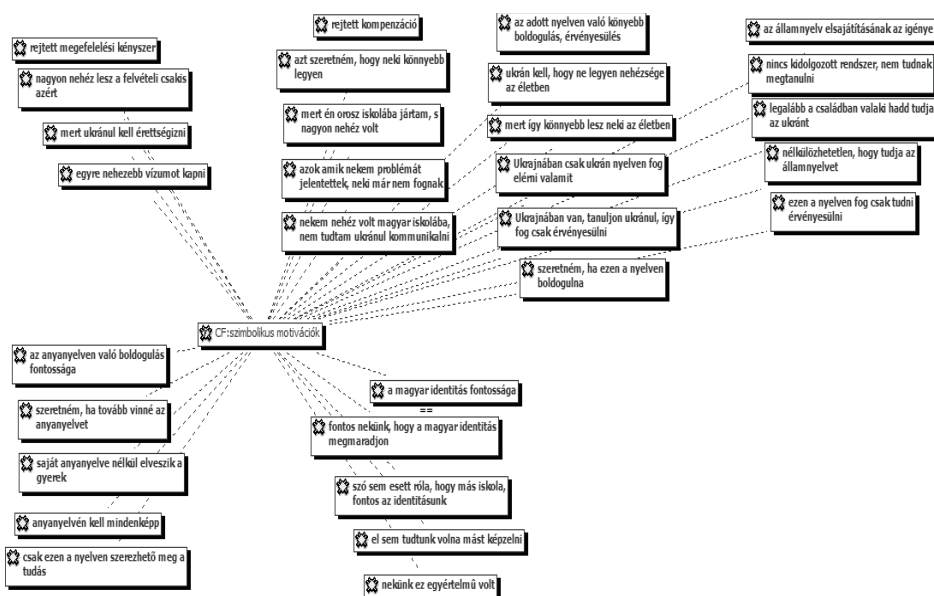 rejtett megfelelési kényszer
nagyon nehéz lesz a felvételi csakis
azért
mert ukránul kell érettségizni
egyre nehezebb vízumot kapni
rejtett kompenzáció
azt szeretném, hogy neki könnyebb
legyen
mert én orosz iskolába jártam, s
nagyon nehéz volt
azok amik nekem problémát
jelentettek, neki már nem fognak
nekem nehéz volt magyar iskolába,
nem tudtam ukránul kommunikalni
az adott nyelven való könyebb
boldogulás, érvényesülés
ukrán kell, hogy ne legyen nehézsége
az életben
mert így könnyebb lesz neki az életben
Ukrajnában csak ukrán nyelven fog
elérni valamit
Ukrajnában van, tanuljon ukránul, így
fog csak érvényesülni
szeretném, ha ezen a nyelven
boldogulna
az államnyelv elsajátításának az igénye
nincs kidolgozott rendszer, nem tudnak
megtanulni
legalább a családban valaki hadd tudja
az ukránt
nélkülözhetetlen, hogy tudja az
államnyelvet
ezen a nyelven fog csak tudni
érvényesülni
CF:szimbolikus motivációk
az anyanyelven való boldogulás
fontossága
szeretném, ha tovább vinné az
anyanyelvet
saját anyanyelve nélkül elveszik a
gyerek
anyanyelvén kell mindenképp
csak ezen a nyelven szerezhető meg a
tudás
a magyar identitás fontossága
==
fontos nekünk, hogy a magyar identitás
megmaradjon
szó sem esett róla, hogy más iskola,
fontos az identitásunk
el sem tudtunk volna mást képzelni
nekünk ez egyértelmű volt